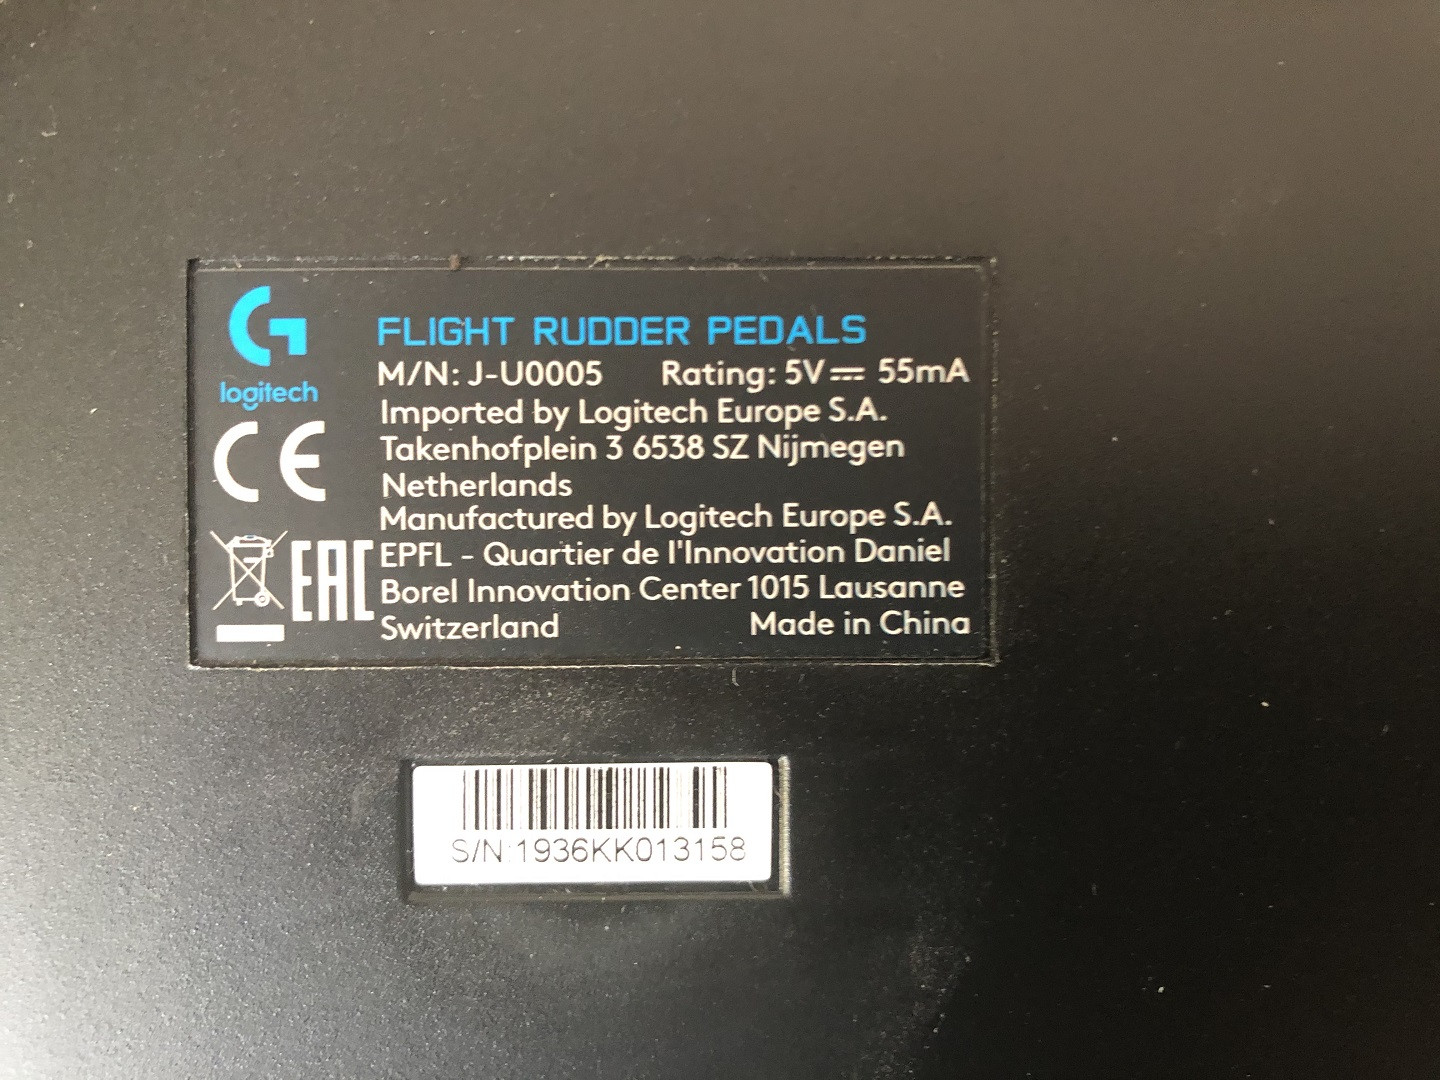 logitech
CE
EAC
FLIGHT RUDDER PEDALS
M/N: J-U0005 Rating: 5V⎓ 55mA
Imported by Logitech Europe S.A.
Takenhofplein 3 6538 SZ Nijmegen
Netherlands
Manufactured by Logitech Europe S.A.
EPFL - Quartier de l'Innovation Daniel
Borel Innovation Center 1015 Lausanne
Switzerland Made in China
S/N:1936KK013158